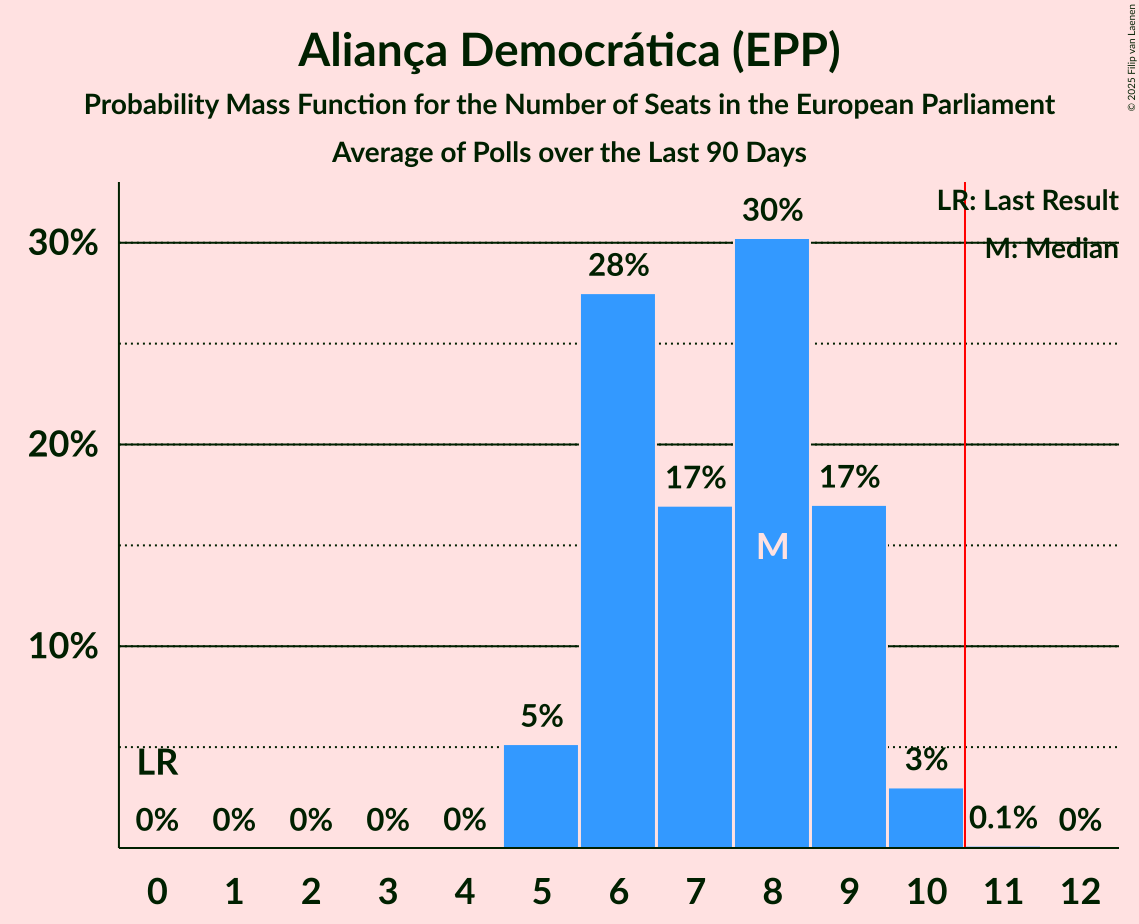 Aliança Democrática (EPP)
Probability Mass Function for the Number of Seats in the European Parliament
Average of Polls over the Last 90 Days
© 2025 Filip van Laenen
LR: Last Result
M: Median
30%
20%
10%
LR
0%
0%
0%
0%
0%
5%
28%
17%
30%
M
17%
3%
0.1%
0%
0 1 2 3 4 5 6 7 8 9 10 11 12